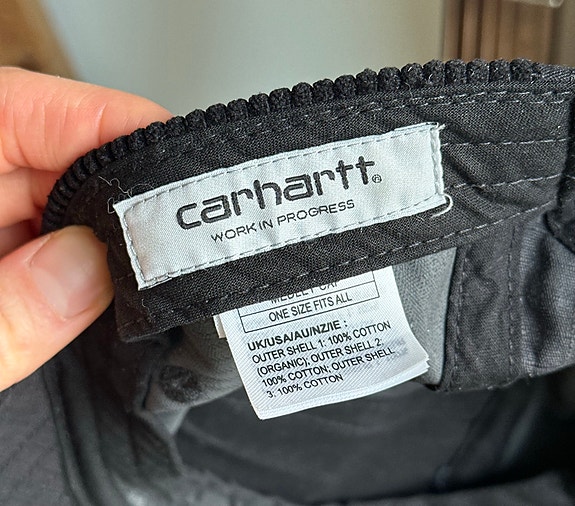 carhartt®
WORK IN PROGRESS
MEDLEY CAP
ONE SIZE FITS ALL
UK/USA/AU/NZ/IE :
OUTER SHELL 1: 100% COTTON
(ORGANIC); OUTER SHELL 2:
100% COTTON; OUTER SHELL
3: 100% COTTON